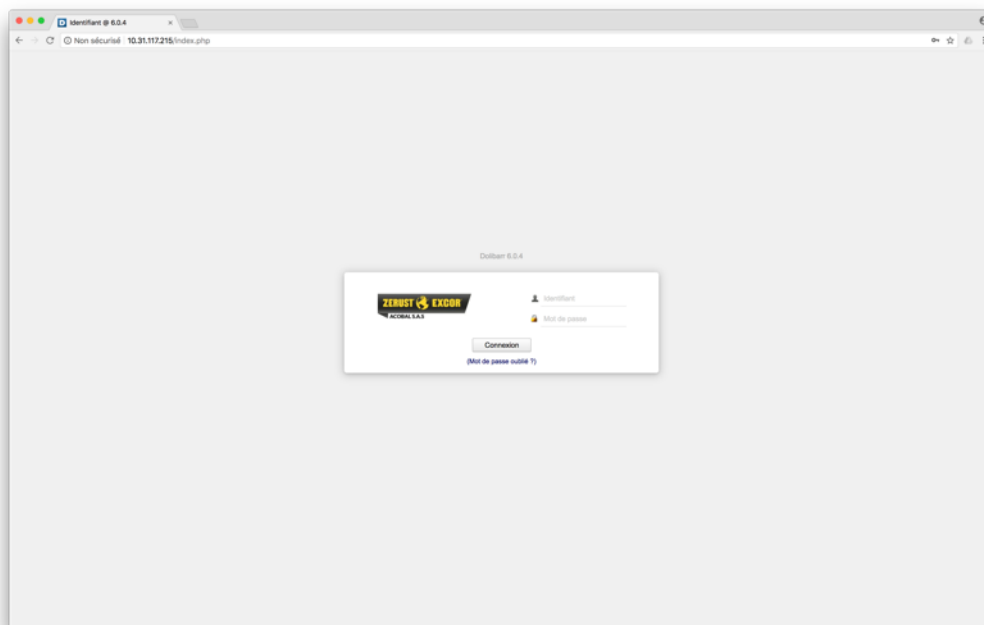 Identifiant @ 6.0.4
Non sécurisé 10.31.117.215/index.php
Dolibarr 6.0.4
ZERUST EXCOR
ACOBAL S.A.S
Identifiant
Mot de passe
Connexion
(Mot de passe oublié ?)